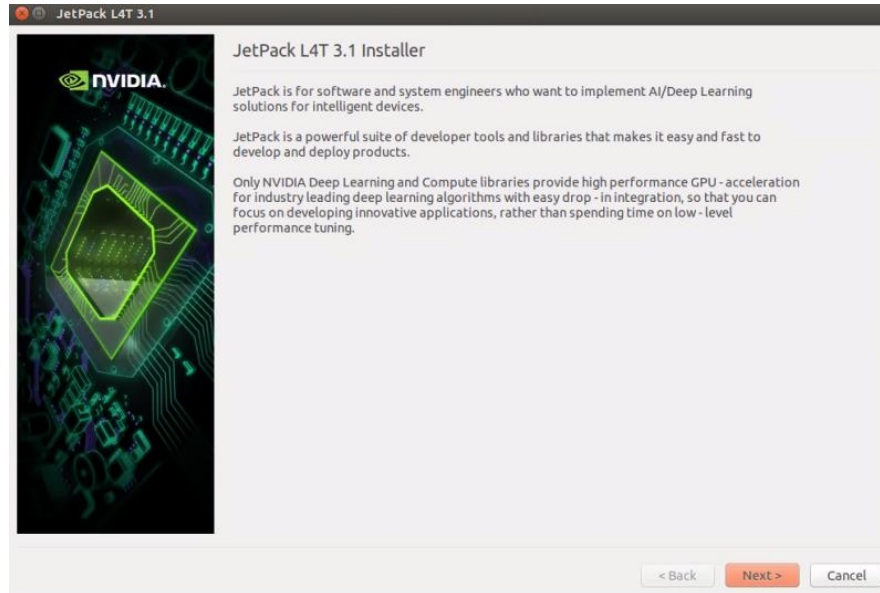 JetPack L4T 3.1
NVIDIA.
JetPack L4T 3.1 Installer
JetPack is for software and system engineers who want to implement AI/Deep Learning
solutions for intelligent devices.
JetPack is a powerful suite of developer tools and libraries that makes it easy and fast to
develop and deploy products.
Only NVIDIA Deep Learning and Compute libraries provide high performance GPU - acceleration
for industry leading deep learning algorithms with easy drop - in integration, so that you can
focus on developing innovative applications, rather than spending time on low - level
performance tuning.
< Back Next > Cancel